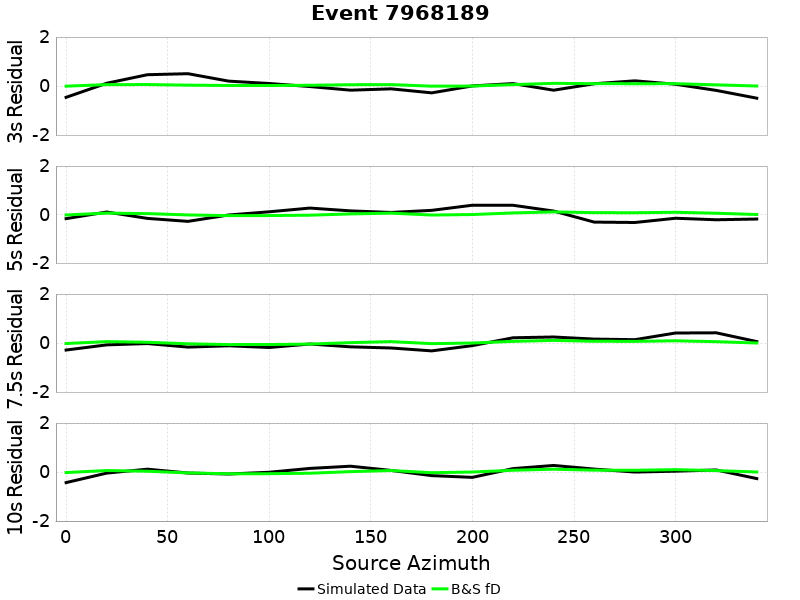 Event 7968189
3s Residual
2
0
-2
5s Residual
2
0
-2
7.5s Residual
2
0
-2
10s Residual
2
0
-2
0 50 100 150 200 250 300
Source Azimuth
Simulated Data B&S fD